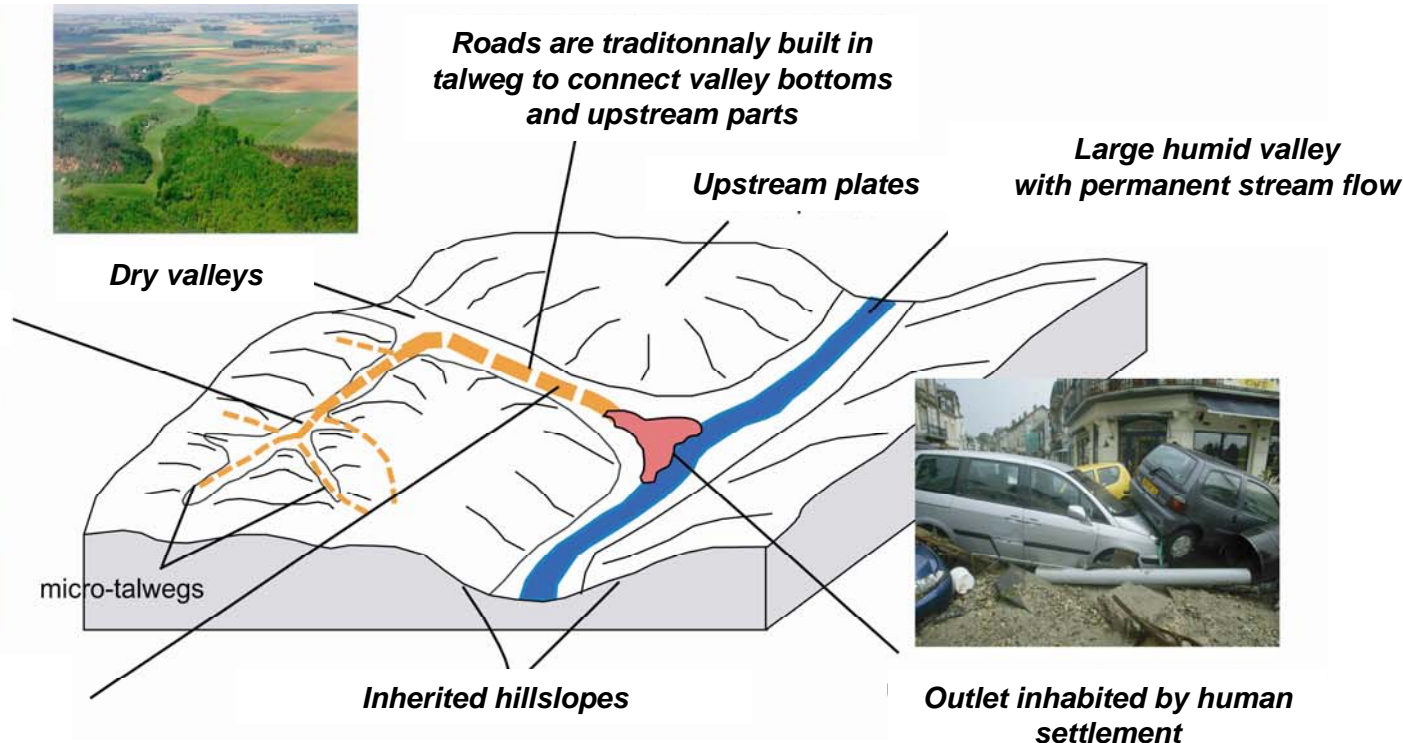 Roads are traditonnaly built in
talweg to connect valley bottoms
and upstream parts
Large humid valley
with permanent stream flow
Upstream plates
Dry valleys
micro-talwegs
Inherited hillslopes
Outlet inhabited by human
settlement